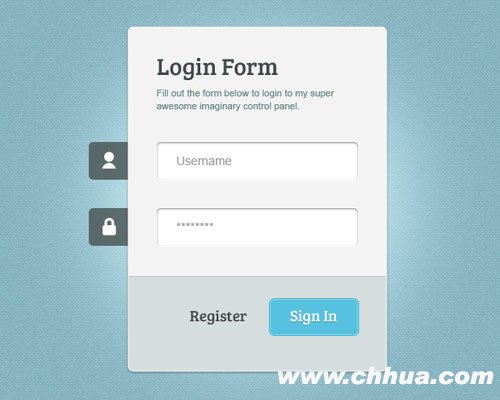 Login Form
Fill out the form below to login to my super
awesome imaginary control panel.
Username
********
Register
Sign In
www.chhua.com